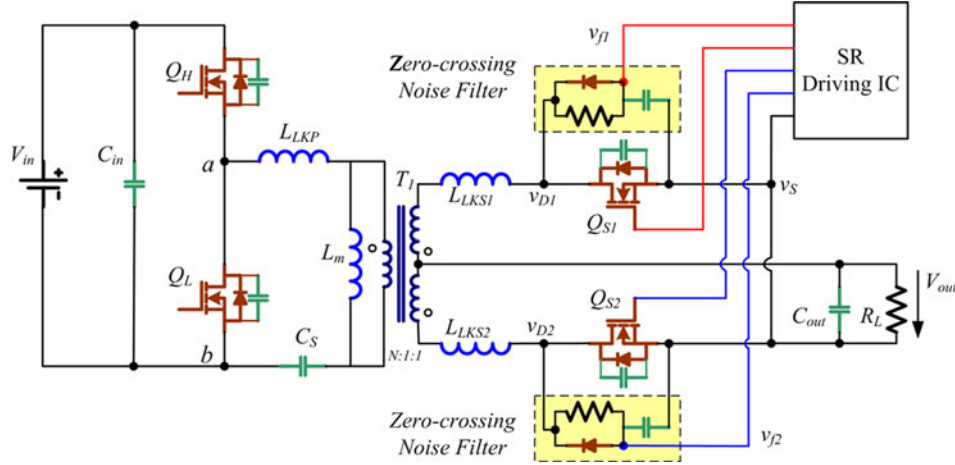 v_f1
SR
Driving IC
Zero-crossing
Noise Filter
Q_H
L_LKP
V_in
C_in
a
T_1
L_LKS1
v_D1
v_S
Q_S1
L_m
Q_L
Q_S2
V_out
C_out
R_L
L_LKS2
v_D2
C_S
b
N:1:1
Zero-crossing
Noise Filter
v_f2